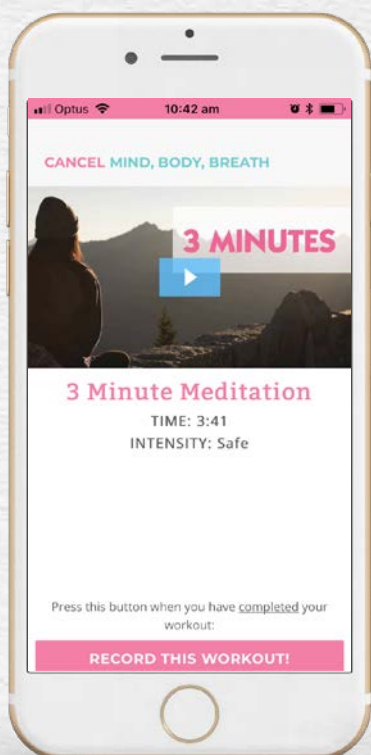 Optus 10:42 am
CANCEL MIND, BODY, BREATH
3 MINUTES
3 Minute Meditation
TIME: 3:41
INTENSITY: Safe
Press this button when you have completed your
workout:
RECORD THIS WORKOUT!